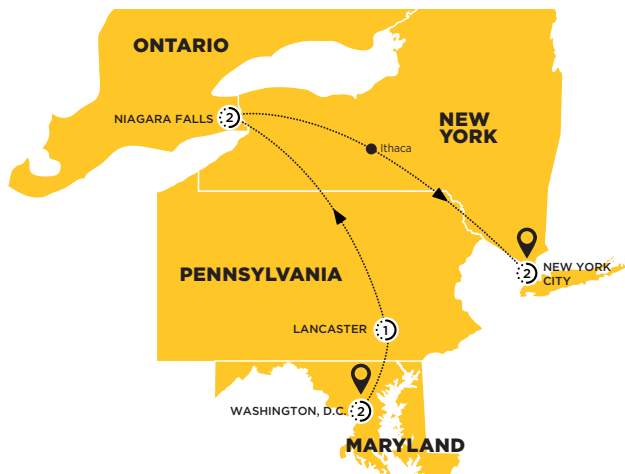 ONTARIO
NIAGARA FALLS 2
NEW
YORK
Ithaca
PENNSYLVANIA
2 NEW YORK
CITY
LANCASTER 1
WASHINGTON, D.C. 2
MARYLAND